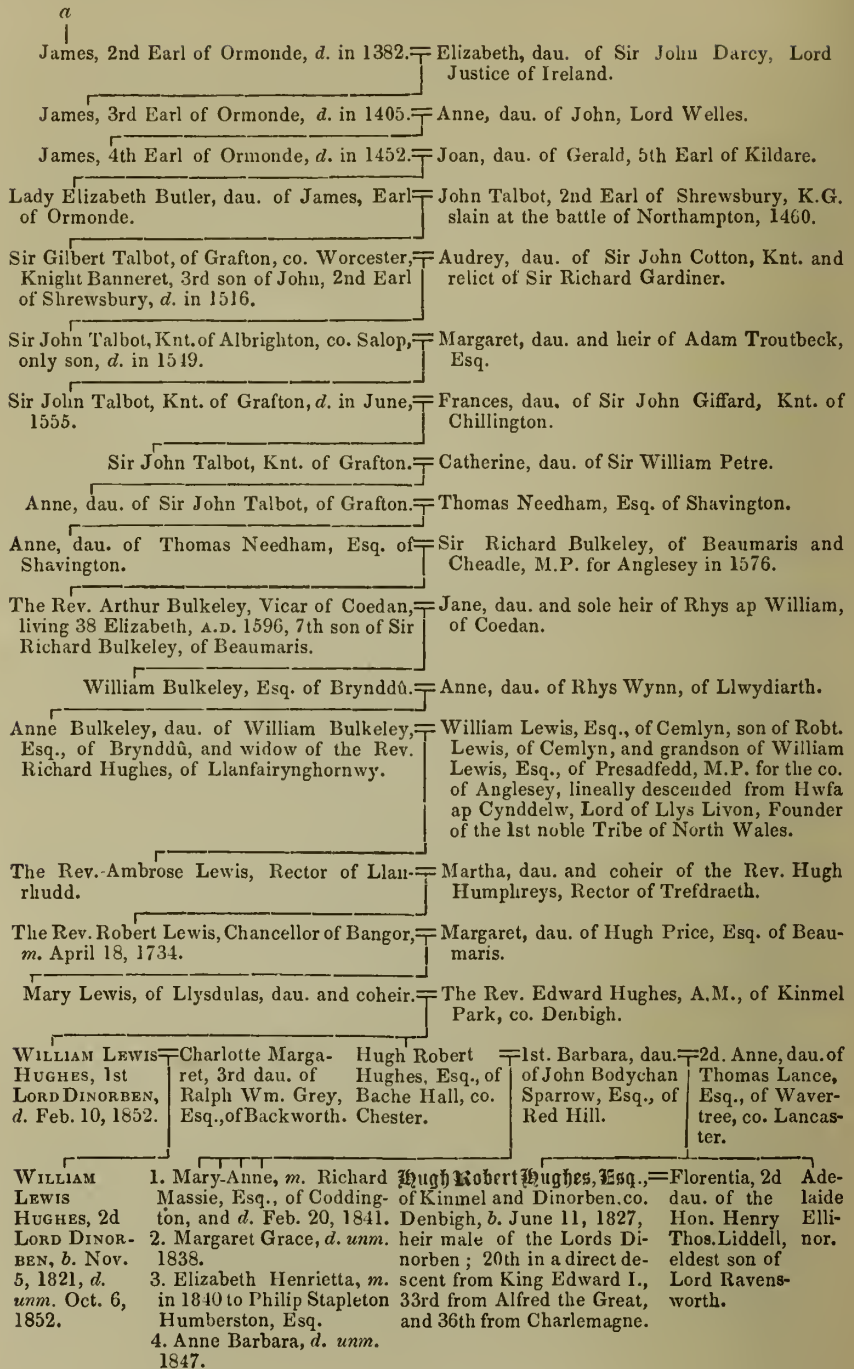 a
James, 2nd Earl of Ormonde, d. in 1382. = Elizabeth, dau. of Sir John Darcy, Lord
Justice of Ireland.
James, 3rd Earl of Ormonde, d. in 1405. = Anne, dau. of John, Lord Welles.
James, 4th Earl of Ormonde, d. in 1452. = Joan, dau. of Gerald, 5th Earl of Kildare.
Lady Elizabeth Butler, dau. of James, Earl
of Ormonde.
= John Talbot, 2nd Earl of Shrewsbury, K.G.
slain at the battle of Northampton, 1460.
Sir Gilbert Talbot, of Grafton, co. Worcester,
Knight Banneret, 3rd son of John, 2nd Earl
of Shrewsbury, d. in 1516.
= Audrey, dau. of Sir John Cotton, Knt. and
relict of Sir Richard Gardiner.
Sir John Talbot, Knt. of Albrighton, co. Salop,
only son, d. in 1549.
= Margaret, dau. and heir of Adam Troutbeck,
Esq.
Sir John Talbot, Knt. of Grafton, d. in June,
1555.
= Frances, dau. of Sir John Giffard, Knt. of
Chillington.
Sir John Talbot, Knt. of Grafton. = Catherine, dau. of Sir William Petre.
Anne, dau. of Sir John Talbot, of Grafton. = Thomas Needham, Esq. of Shavington.
Anne, dau. of Thomas Needham, Esq. of
Shavington.
= Sir Richard Bulkeley, of Beaumaris and
Cheadle, M.P. for Anglesey in 1576.
The Rev. Arthur Bulkeley, Vicar of Coedan,
living 38 Elizabeth, A.D. 1596, 7th son of Sir
Richard Bulkeley, of Beaumaris.
= Jane, dau. and sole heir of Rhys ap William,
of Coedan.
William Bulkeley, Esq. of Brynddû. = Anne, dau. of Rhys Wynn, of Llwydiarth.
Anne Bulkeley, dau. of William Bulkeley,
Esq., of Brynddû, and widow of the Rev.
Richard Hughes, of Llanfairynghornwy.
= William Lewis, Esq., of Cemlyn, son of Robt.
Lewis, of Cemlyn, and grandson of William
Lewis, Esq., of Presadfedd, M.P. for the co.
of Anglesey, lineally descended from Hwfa
ap Cynddelw, Lord of Llys Livon, Founder
of the 1st noble Tribe of North Wales.
The Rev. Ambrose Lewis, Rector of Llan-
rhudd.
= Martha, dau. and coheir of the Rev. Hugh
Humphreys, Rector of Trefdraeth.
The Rev. Robert Lewis, Chancellor of Bangor,
m. April 18, 1734.
= Margaret, dau. of Hugh Price, Esq. of Beau-
maris.
Mary Lewis, of Llysdulas, dau. and coheir. = The Rev. Edward Hughes, A.M., of Kinmel
Park, co. Denbigh.
WILLIAM LEWIS
HUGHES, 1st
LORD DINORBEN,
d. Feb. 10, 1852.
= Charlotte Marga-
ret, 3rd dau. of
Ralph Wm. Grey,
Esq., of Backworth.
Hugh Robert
Hughes, Esq., of
Bache Hall, co.
Chester.
= 1st. Barbara, dau.
of John Bodychan
Sparrow, Esq., of
Red Hill.
= 2d. Anne, dau. of
Thomas Lance,
Esq., of Waver-
tree, co. Lancas-
ter.
WILLIAM
LEWIS
HUGHES, 2d
LORD DINOR-
BEN, b. Nov.
5, 1821, d.
unm. Oct. 6,
1852.
1. Mary-Anne, m. Richard
Massie, Esq., of Codding-
ton, and d. Feb. 20, 1841.
2. Margaret Grace, d. unm.
1838.
3. Elizabeth Henrietta, m.
in 1840 to Philip Stapleton
Humberston, Esq.
4. Anne Barbara, d. unm.
1847.
Hugh Robert Hughes, Esq.,
of Kinmel and Dinorben. co.
Denbigh, b. June 11, 1827,
heir male of the Lords Di-
norben; 20th in a direct de-
scent from King Edward I.,
33rd from Alfred the Great,
and 36th from Charlemagne.
= Florentia, 2d
dau. of the
Hon. Henry
Thos. Liddell,
eldest son of
Lord Ravens-
worth.
Ade-
laide
Elli-
nor.